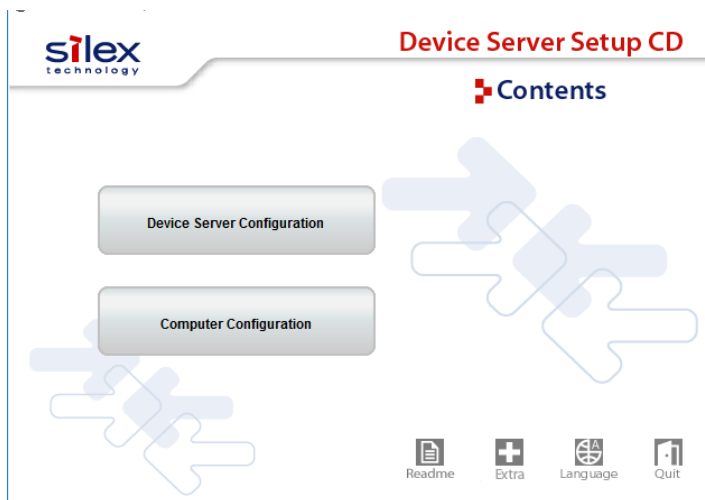 silex
technology
Device Server Setup CD
Contents
Device Server Configuration
Computer Configuration
Readme
Extra
Language
Quit